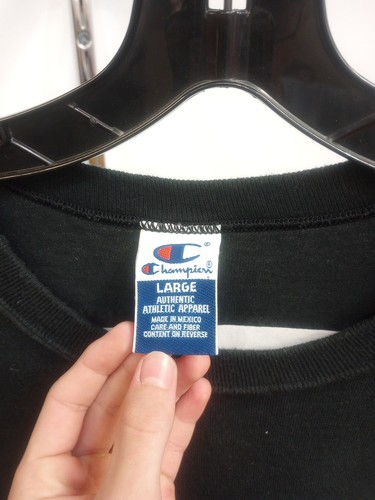 Champion
LARGE
AUTHENTIC
ATHLETIC APPAREL
MADE IN MEXICO
CARE AND FIBER
CONTENT ON REVERSE